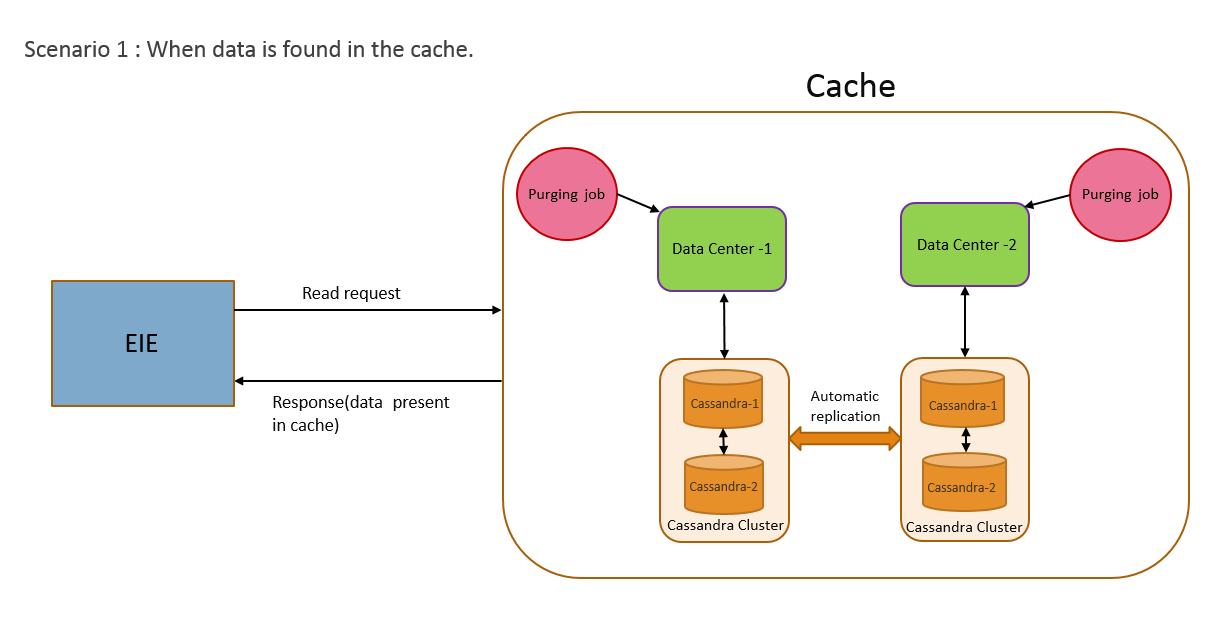 Scenario 1 : When data is found in the cache.
Cache
Purging job
Purging job
Data Center -1
Data Center -2
Read request
EIE
Response(data present
in cache)
Automatic
replication
Cassandra-1
Cassandra-1
Cassandra-2
Cassandra-2
Cassandra Cluster
Cassandra Cluster